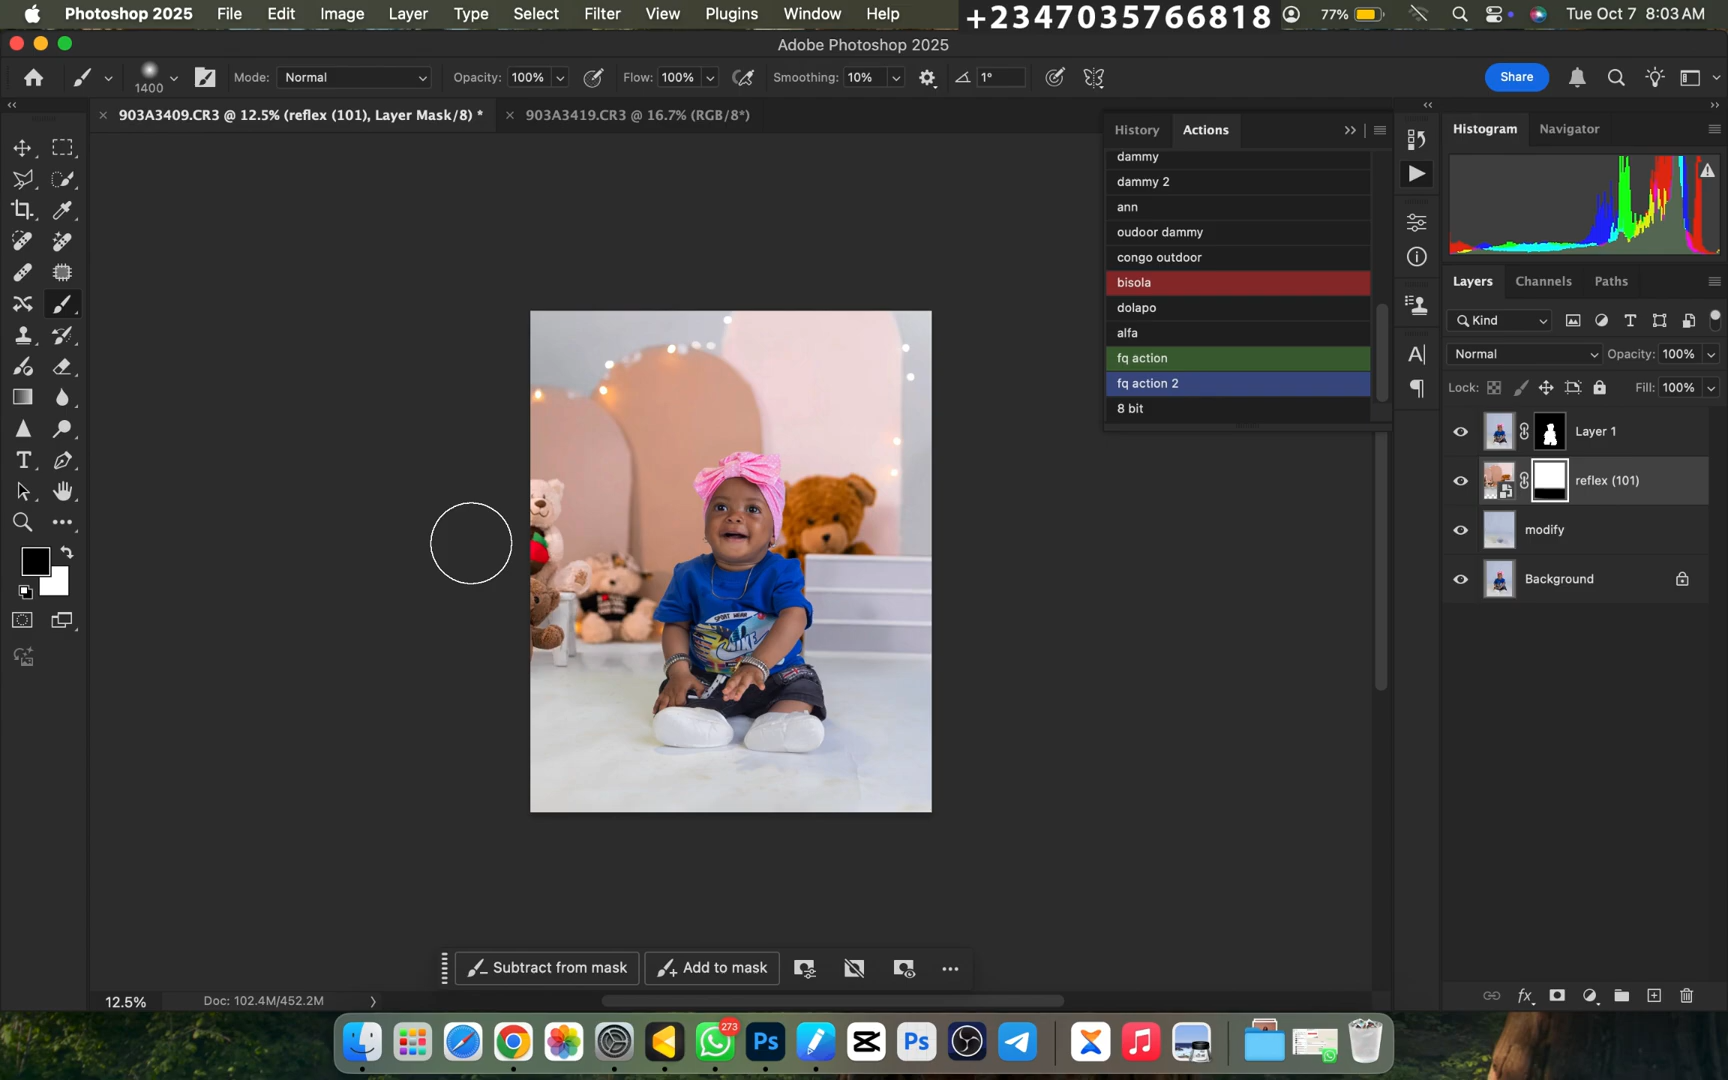 Photoshop 2025 File Edit Image Layer Type Select Filter View Plugins Window Help +2347035766818 77% Tue Oct 7 8:03 AM
Adobe Photoshop 2025
1400 Mode: Normal Opacity: 100% Flow: 100% Smoothing: 10% 1° Share
903A3409.CR3 @ 12.5% (reflex (101), Layer Mask/8) * 903A3419.CR3 @ 16.7% (RGB/8*)
History Actions
dammy
dammy 2
ann
oudoor dammy
congo outdoor
bisola
dolapo
alfa
fq action
fq action 2
8 bit
Histogram Navigator
Layers Channels Paths
Kind
Normal Opacity: 100%
Lock: Fill: 100%
Layer 1
reflex (101)
modify
Background
SPORT WEAR
Subtract from mask Add to mask
12.5% Doc: 102.4M/452.2M
273
Ps Ps